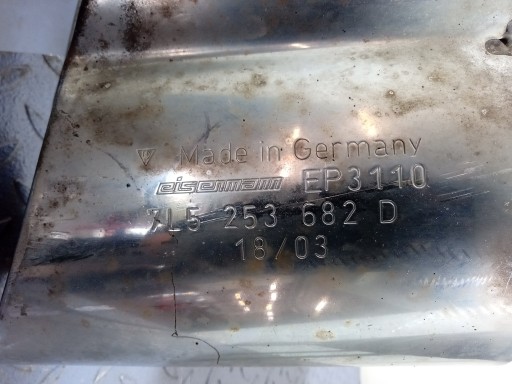 Made in Germany
eisenmann EP3110
7L5 253 682 D
18/03